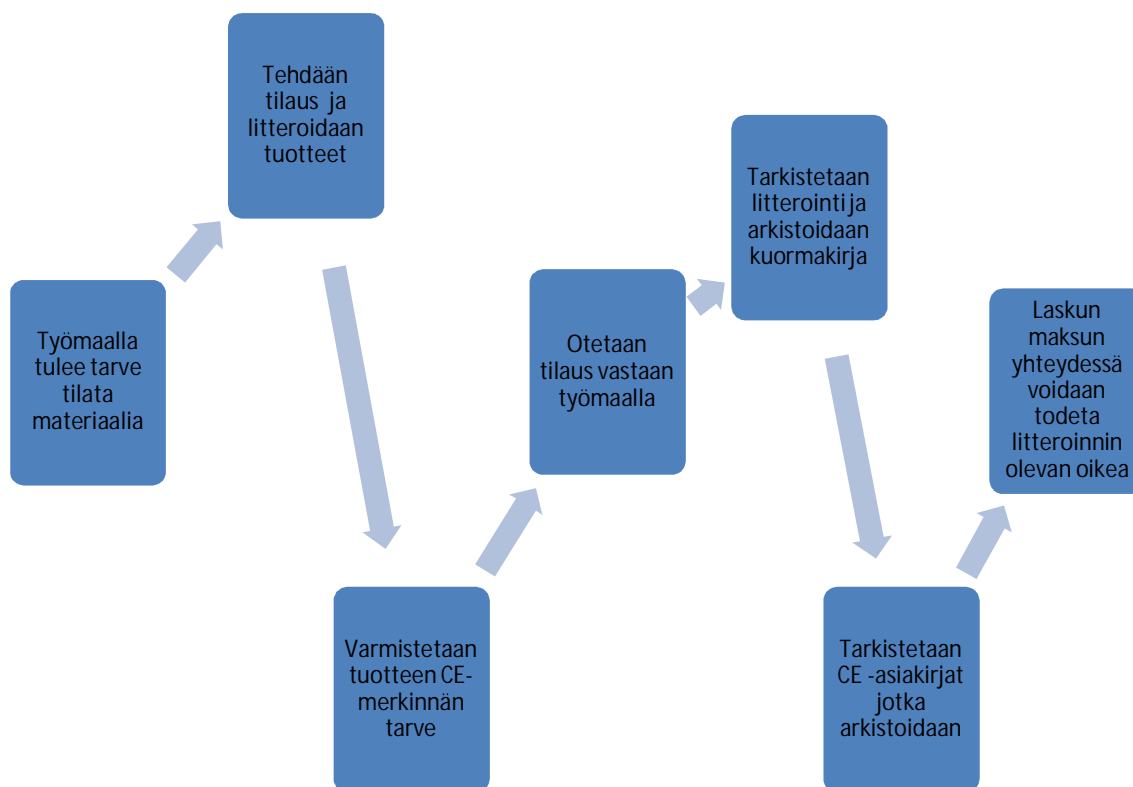 Työmaalla
tulee tarve
tilata
materiaalia
Tehdään
tilaus ja
litteroidaan
tuotteet
Varmistetaan
tuotteen CE-
merkinnän
tarve
Otetaan
tilaus vastaan
työmaalla
Tarkistetaan
litterointi ja
arkistoidaan
kuormakirja
Tarkistetaan
CE -asiakirjat
jotka
arkistoidaan
Laskun
maksun
yhteydessä
voidaan
todeta
litteroinnin
olevan oikea